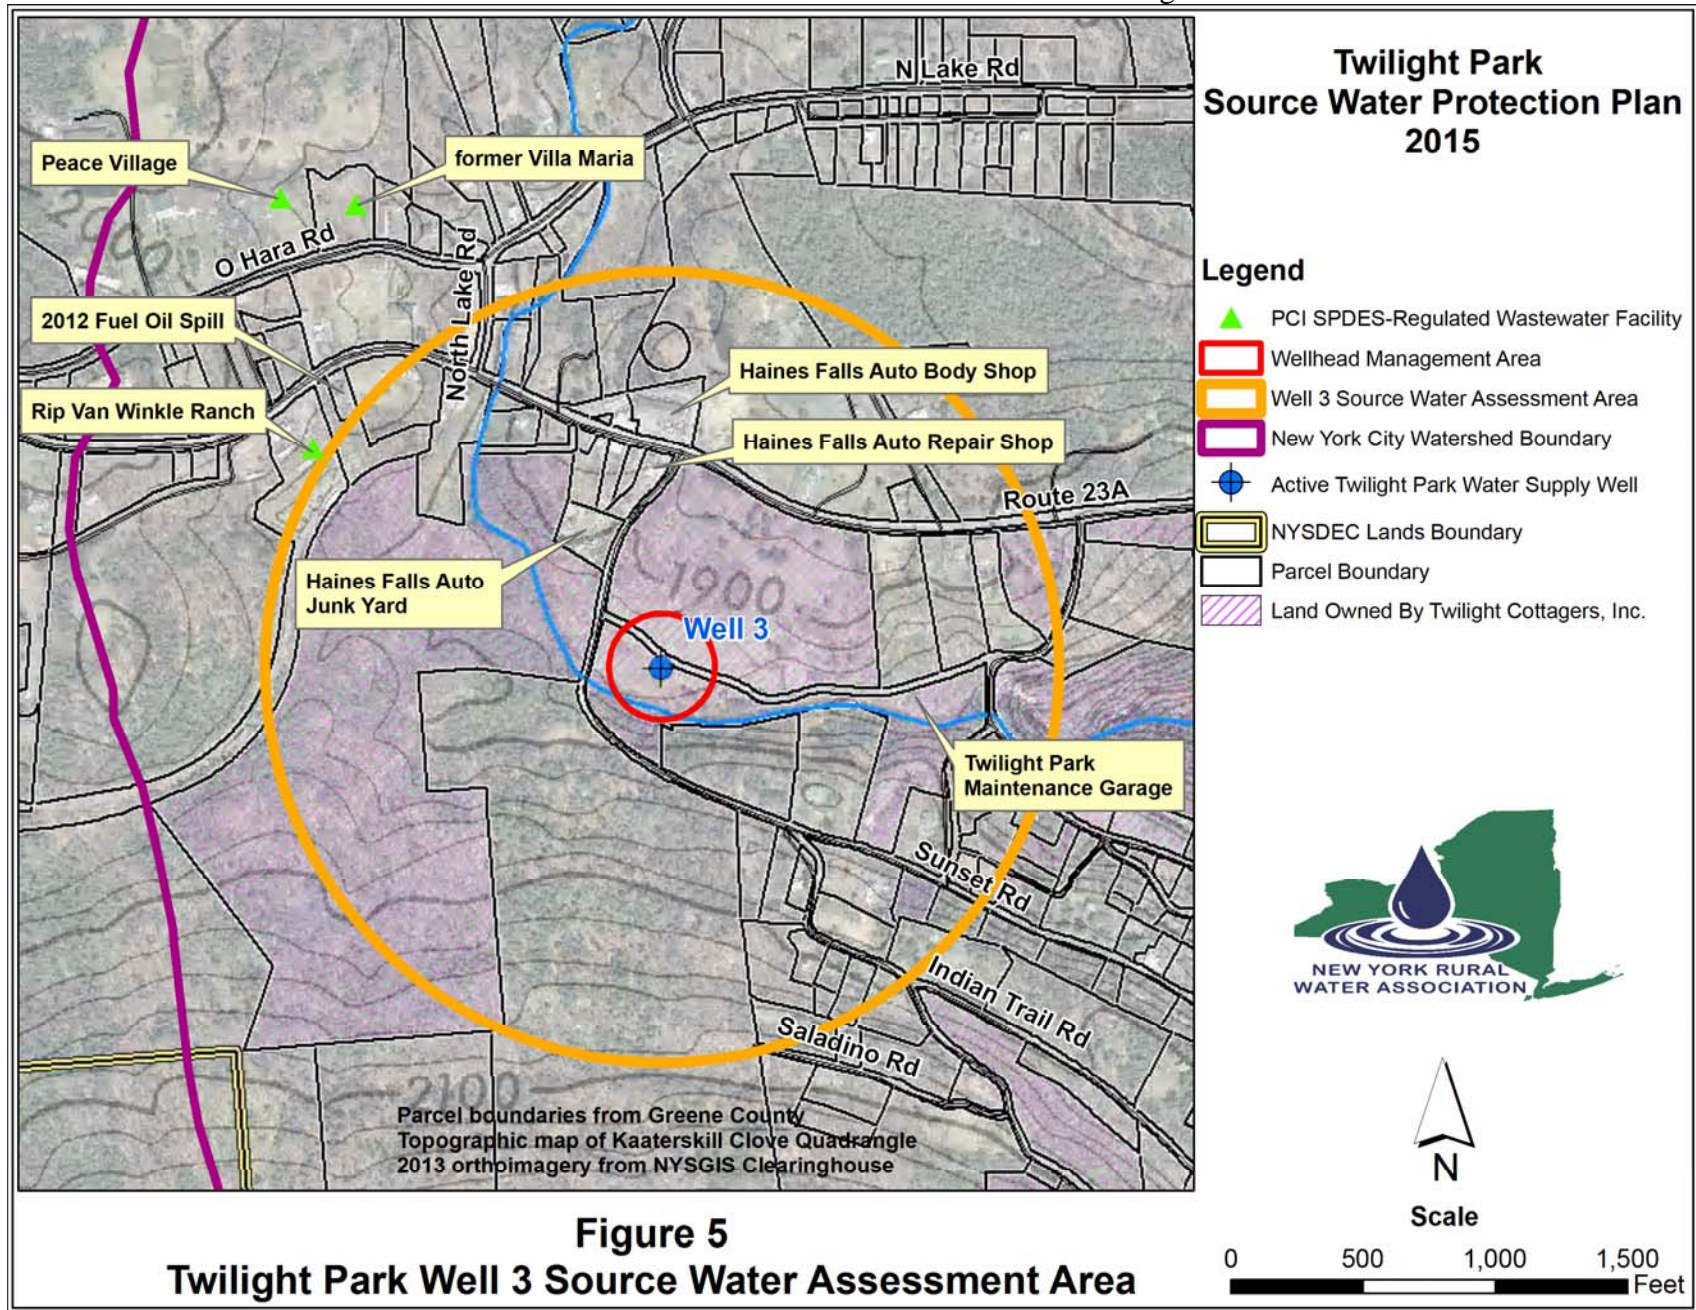 Twilight Park
Source Water Protection Plan
2015
N Lake Rd
Peace Village
former Villa Maria
O Hara Rd
North Lake Rd
2012 Fuel Oil Spill
Rip Van Winkle Ranch
Haines Falls Auto Body Shop
Haines Falls Auto Repair Shop
Route 23A
Haines Falls Auto
Junk Yard
1900
Well 3
Twilight Park
Maintenance Garage
Sunset Rd
Indian Trail Rd
Saladino Rd
2100
Parcel boundaries from Greene County
Topographic map of Kaaterskill Clove Quadrangle
2013 orthoimagery from NYSGIS Clearinghouse
Legend
PCI SPDES-Regulated Wastewater Facility
Wellhead Management Area
Well 3 Source Water Assessment Area
New York City Watershed Boundary
Active Twilight Park Water Supply Well
NYSDEC Lands Boundary
Parcel Boundary
Land Owned By Twilight Cottagers, Inc.
NEW YORK RURAL
WATER ASSOCIATION
N
Scale
0 500 1,000 1,500
Feet
Figure 5
Twilight Park Well 3 Source Water Assessment Area